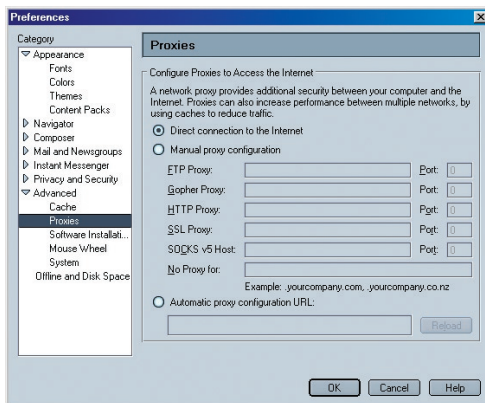 Preferences
Category
Appearance
Fonts
Colors
Themes
Content Packs
Navigator
Composer
Mail and Newsgroups
Instant Messenger
Privacy and Security
Advanced
Cache
Proxies
Software Installati...
Mouse Wheel
System
Offline and Disk Space
Proxies
Configure Proxies to Access the Internet
A network proxy provides additional security between your computer and the
Internet. Proxies can also increase performance between multiple networks, by
using caches to reduce traffic.
Direct connection to the Internet
Manual proxy configuration
FTP Proxy: Port: 0
Gopher Proxy: Port: 0
HTTP Proxy: Port: 0
SSL Proxy: Port: 0
SOCKS v5 Host: Port: 0
No Proxy for:
Example: .yourcompany.com, .yourcompany.co.nz
Automatic proxy configuration URL:
Reload
OK Cancel Help